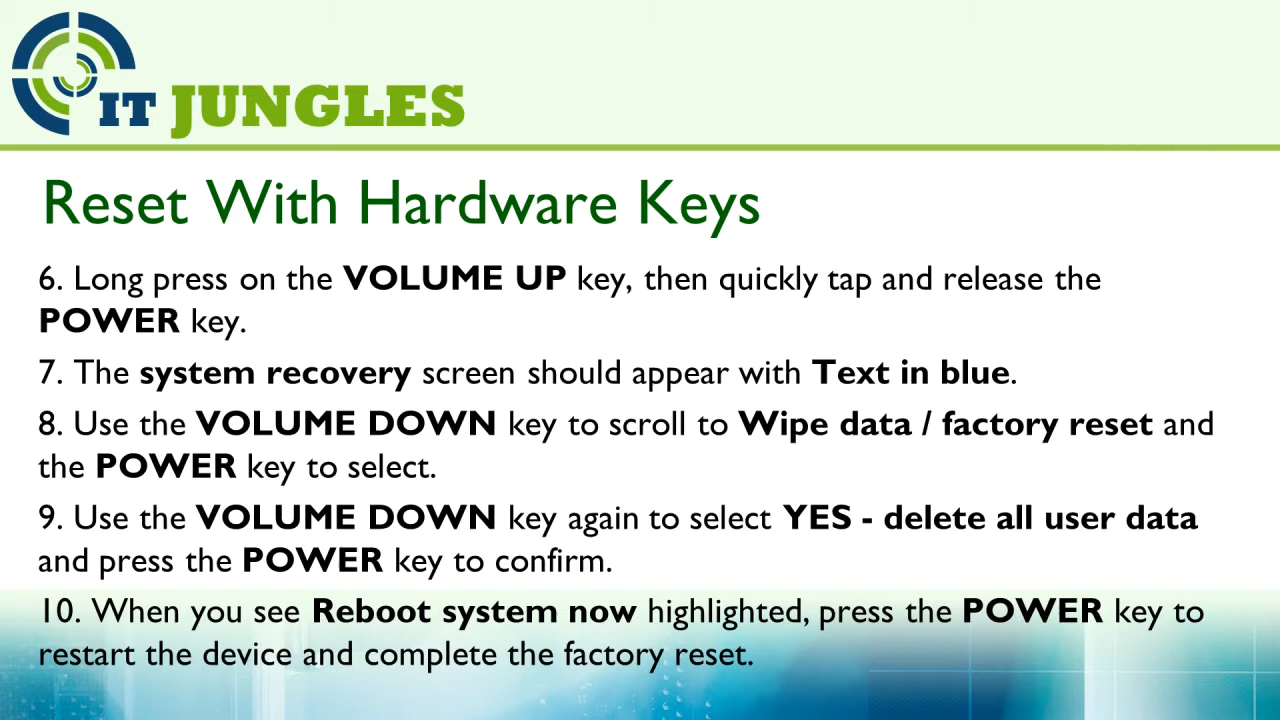 IT JUNGLES
Reset With Hardware Keys
6. Long press on the VOLUME UP key, then quickly tap and release the
POWER key.
7. The system recovery screen should appear with Text in blue.
8. Use the VOLUME DOWN key to scroll to Wipe data / factory reset and
the POWER key to select.
9. Use the VOLUME DOWN key again to select YES - delete all user data
and press the POWER key to confirm.
10. When you see Reboot system now highlighted, press the POWER key to
restart the device and complete the factory reset.